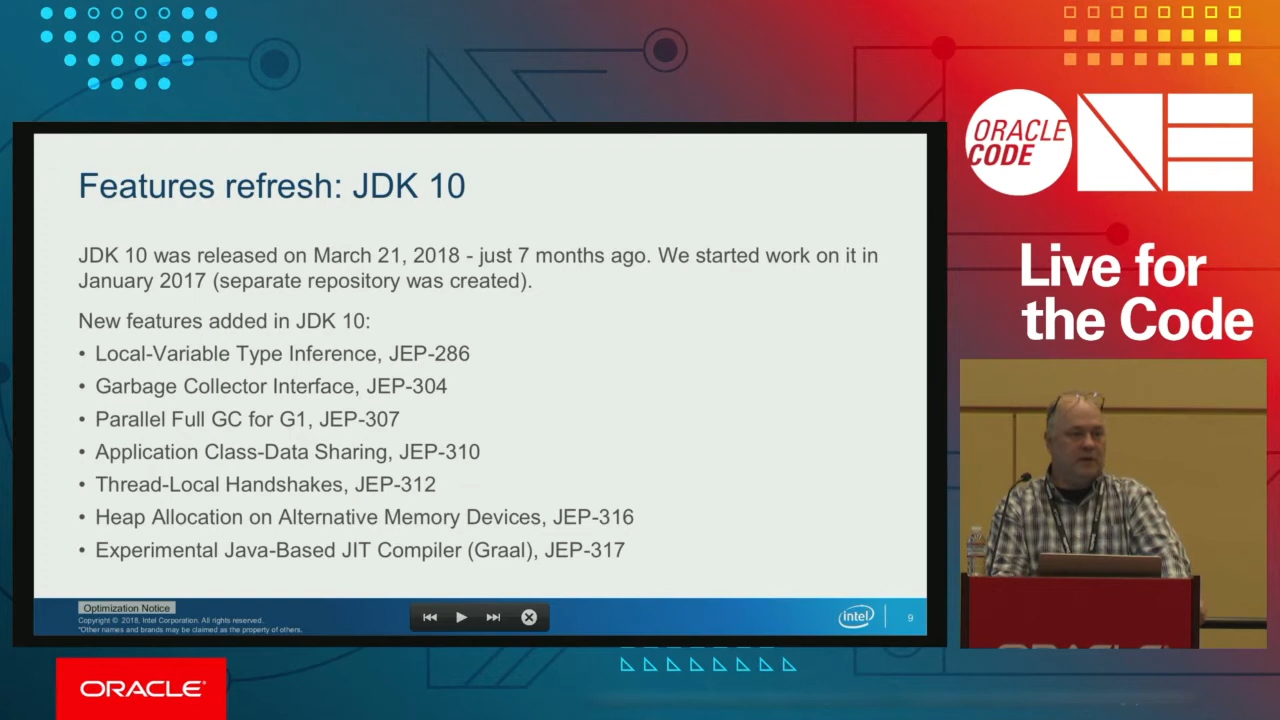 Features refresh: JDK 10
JDK 10 was released on March 21, 2018 - just 7 months ago. We started work on it in
January 2017 (separate repository was created).
New features added in JDK 10:
• Local-Variable Type Inference, JEP-286
• Garbage Collector Interface, JEP-304
• Parallel Full GC for G1, JEP-307
• Application Class-Data Sharing, JEP-310
• Thread-Local Handshakes, JEP-312
• Heap Allocation on Alternative Memory Devices, JEP-316
• Experimental Java-Based JIT Compiler (Graal), JEP-317
Optimization Notice
Copyright © 2018, Intel Corporation. All rights reserved.
*Other names and brands may be claimed as the property of others.
intel
9
ORACLE
CODE
ONE
Live for
the Code
ORACLE
ORACLE